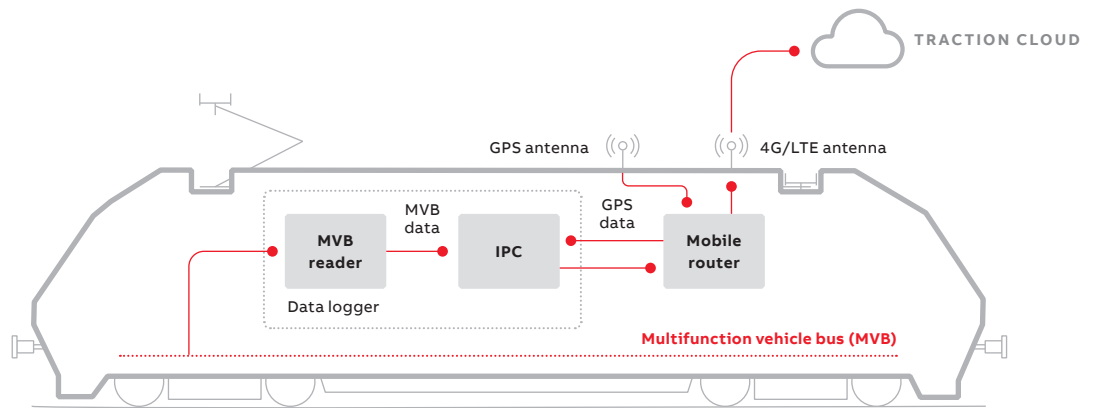 TRACTION CLOUD
GPS antenna
4G/LTE antenna
MVB
data
GPS
data
MVB
reader
IPC
Mobile
router
Data logger
Multifunction vehicle bus (MVB)